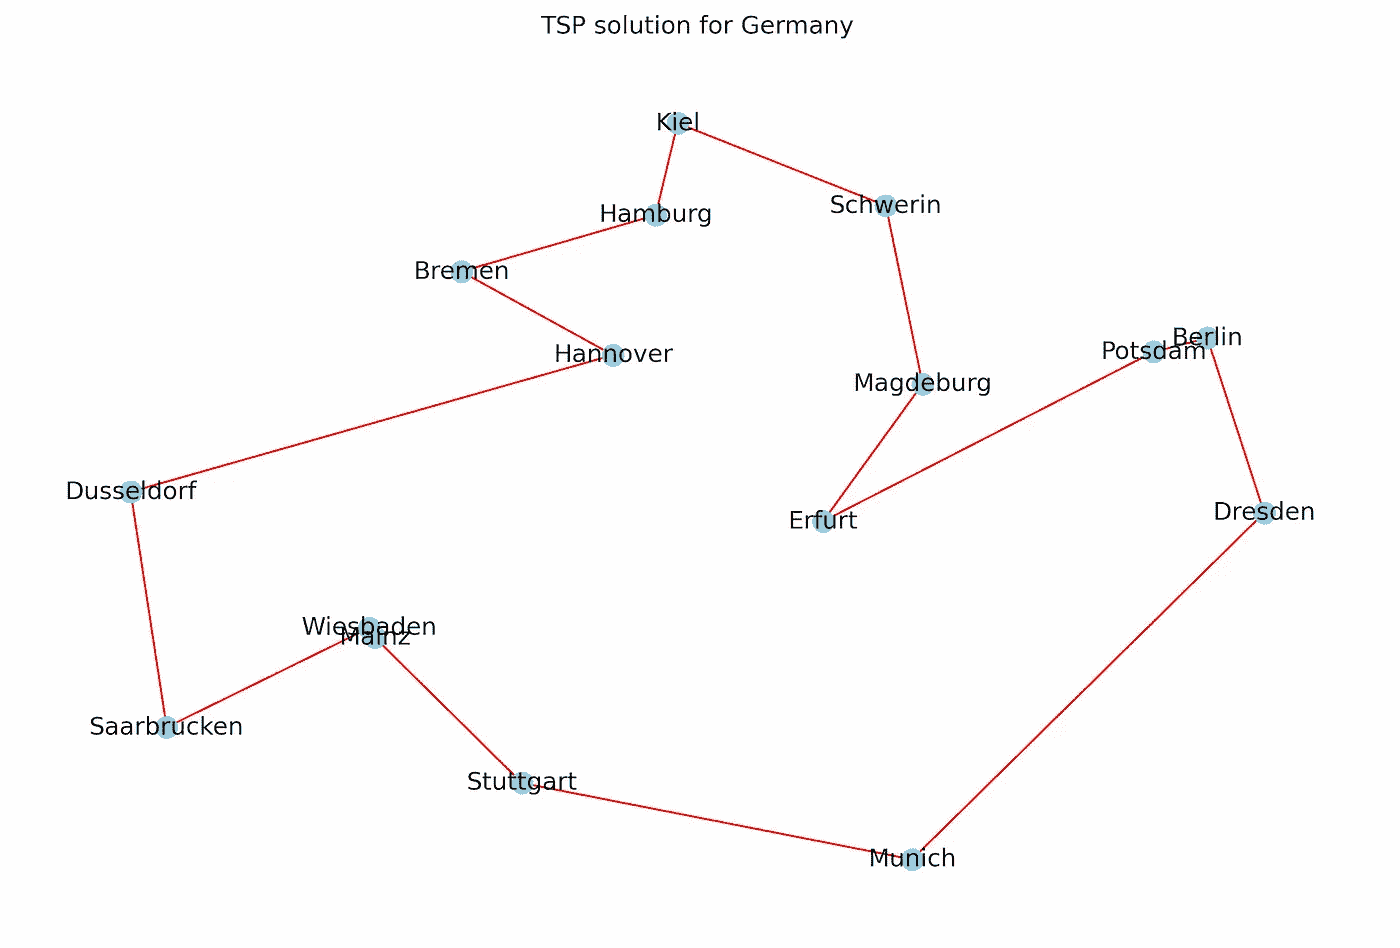 TSP solution for Germany
Kiel
Schwerin
Hamburg
Bremen
Berlin
Potsdam
Hannover
Magdeburg
Dusseldorf
Dresden
Erfurt
Wiesbaden
Mainz
Saarbrucken
Stuttgart
Munich